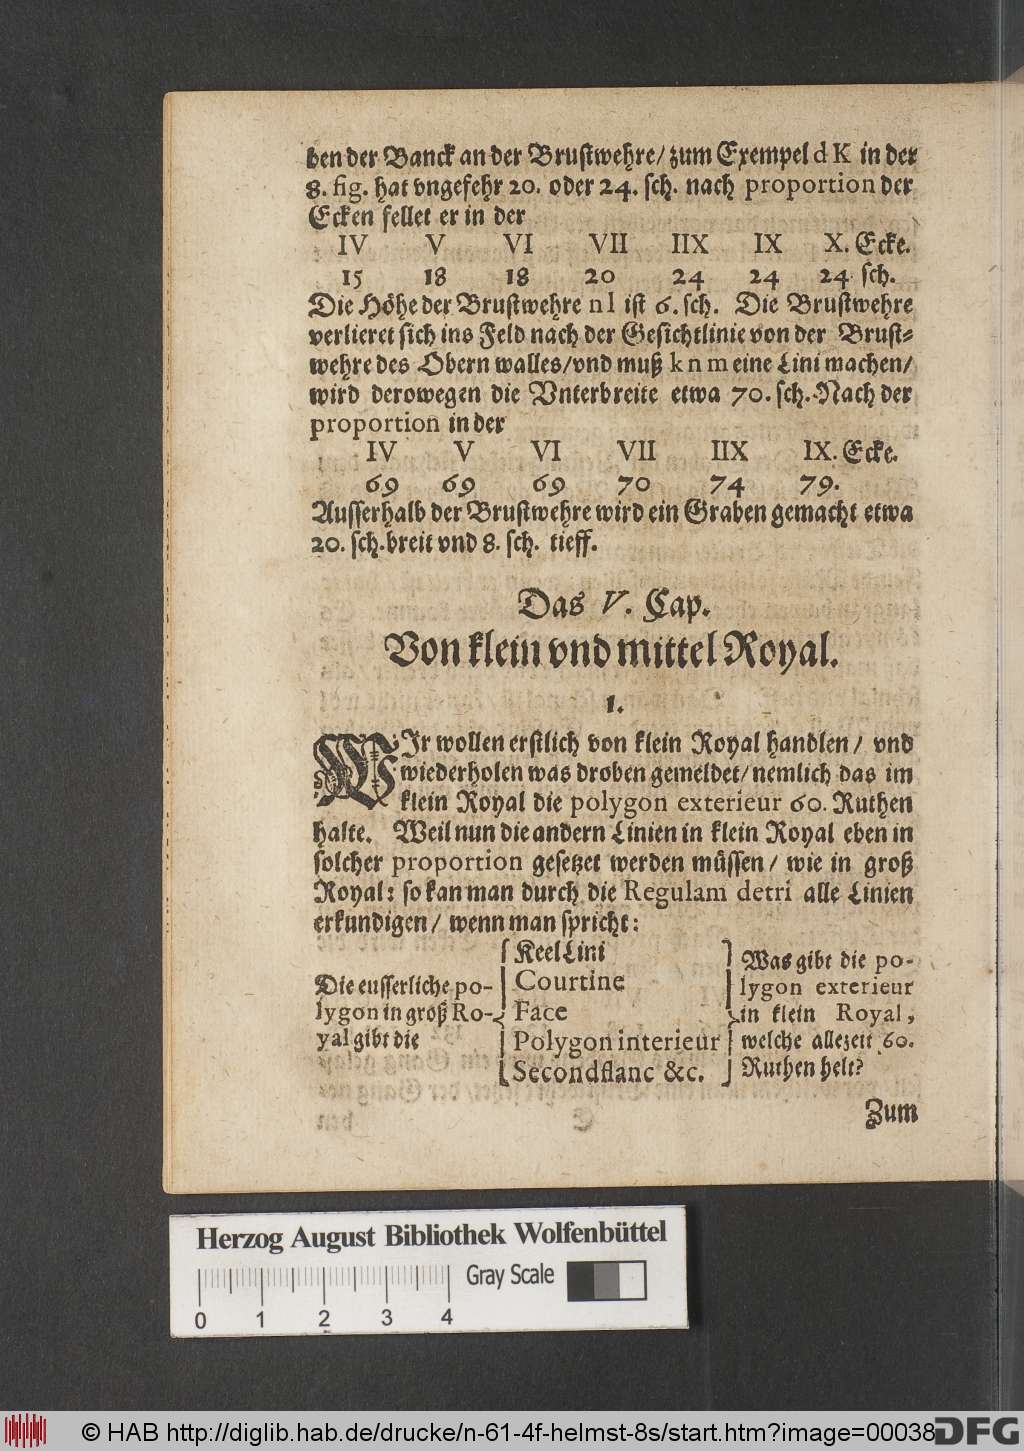 ben der Banck an der Brustwehre/ zum Exempel d K in der
8. fig. hat vngefehr 20. oder 24. sch. nach proportion der
Ecken fellet er in der
IV V VI VII IIX IX X. Ecke.
15 18 18 20 24 24 24 sch.
Die Höhe der Brustwehre n l ist 6. sch. Die Brustwehre
verlieret sich ins Feld nach der Gesichtlinie von der Brust-
wehre des Obern walles/ vnd muß k n m eine Lini machen/
wird derowegen die Vnterbreite etwa 70. sch. Nach der
proportion in der
IV V VI VII IIX IX. Ecke.
69 69 69 70 74 79.
Ausserhalb der Brustwehre wird ein Graben gemacht etwa
20. sch. breit vnd 8. sch. tieff.
Das V. Cap.
Von klein vnd mittel Royal.
1.
WIr wollen erstlich von klein Royal handlen/ vnd
wiederholen was droben gemeldet/ nemlich das im
klein Royal die polygon exterieur 60. Ruthen
halte. Weil nun die andern Linien in klein Royal eben in
solcher proportion gesetzet werden müssen/ wie in groß
Royal: so kan man durch die Regulam detri alle Linien
erkundigen/ wenn man spricht:
Die eusserliche po-
lygon in groß Ro-
yal gibt die
Keel Lini
Courtine
Face
Polygon interieur
Secondflanc &c.
Was gibt die po-
lygon exterieur
in klein Royal,
welche allezeit 60.
Ruthen helt?
Zum
Herzog August Bibliothek Wolfenbüttel
Gray Scale
0 1 2 3 4
© HAB http://diglib.hab.de/drucke/n-61-4f-helmst-8s/start.htm?image=00038
DFG